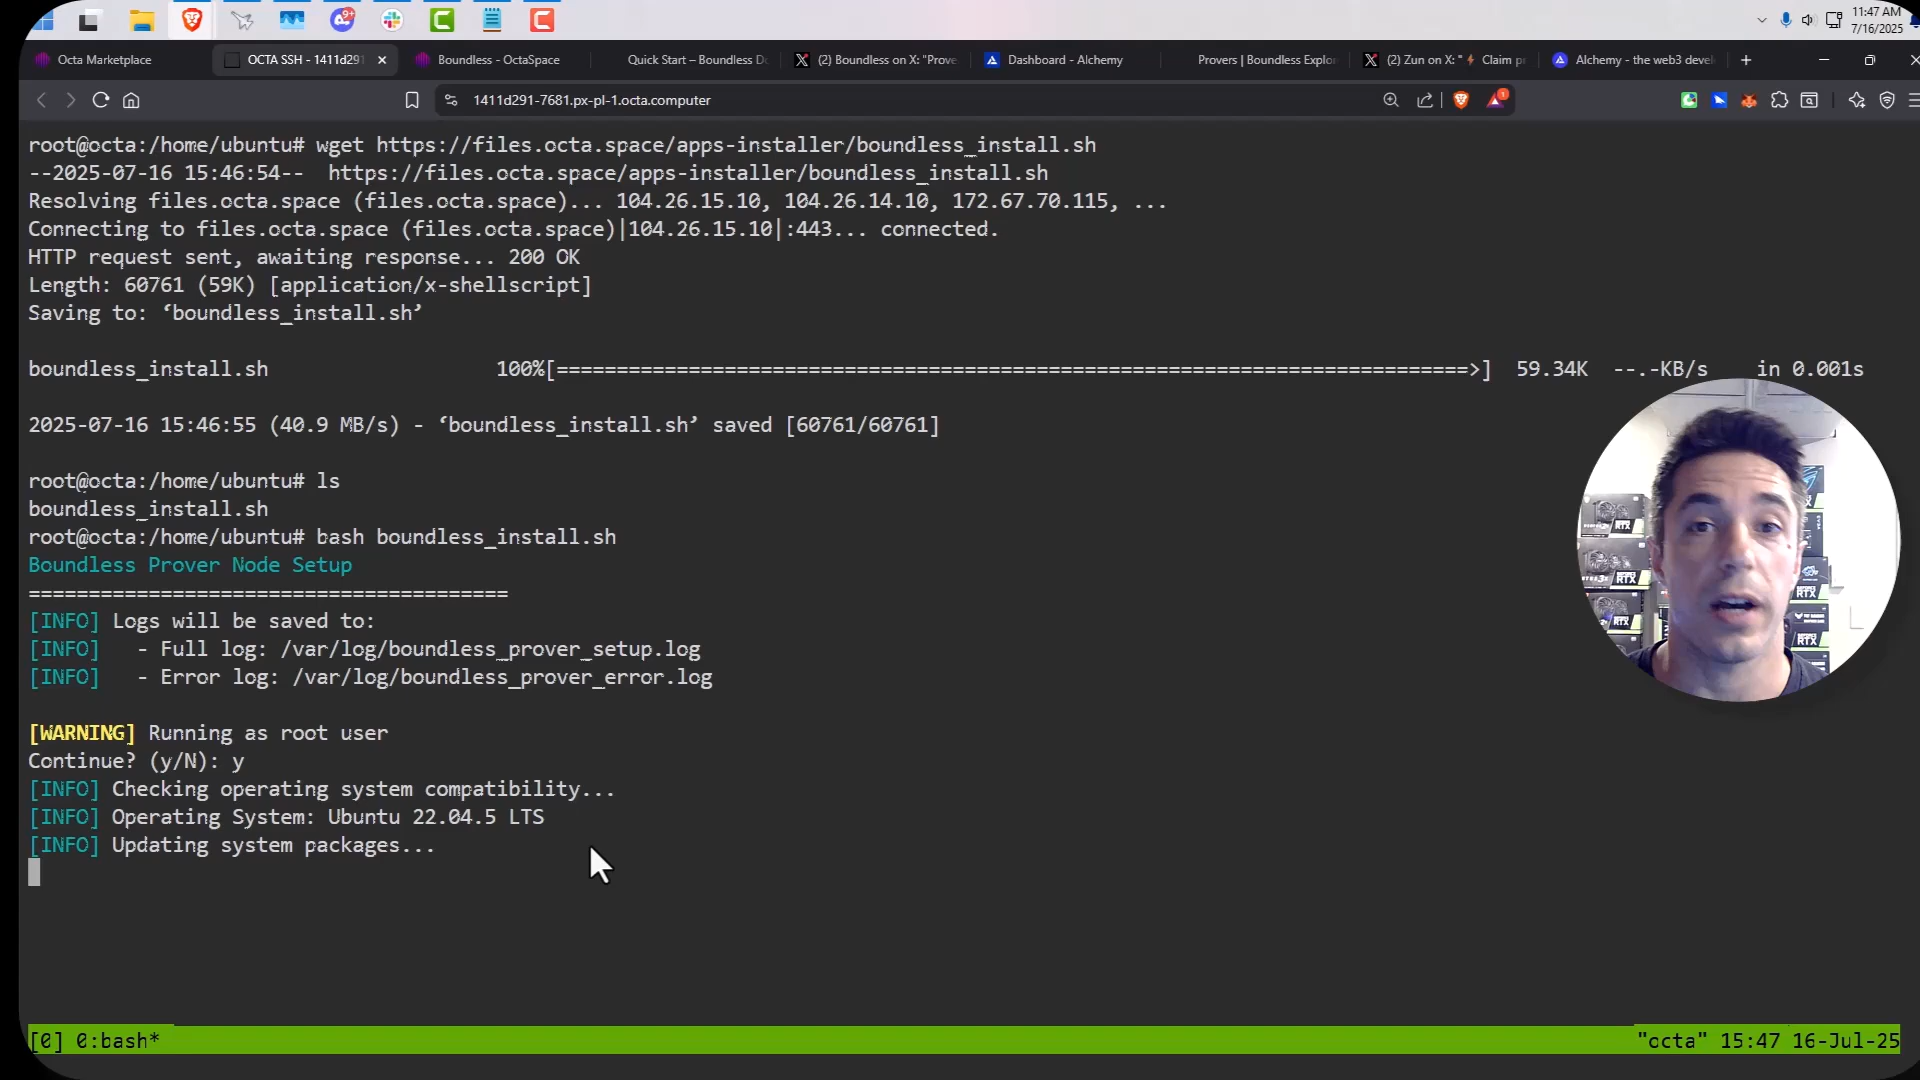 11:47 AM
7/16/2025
Octa Marketplace
OCTA SSH - 1411d291
Boundless - OctaSpace
Quick Start – Boundless D
(2) Boundless on X: "Prove
Dashboard - Alchemy
Provers | Boundless Explor
(2) Zun on X: "⚡ Claim p
Alchemy - the web3 devel
1411d291-7681.px-pl-1.octa.computer
root@octa:/home/ubuntu# wget https://files.octa.space/apps-installer/boundless_install.sh
--2025-07-16 15:46:54--  https://files.octa.space/apps-installer/boundless_install.sh
Resolving files.octa.space (files.octa.space)... 104.26.15.10, 104.26.14.10, 172.67.70.115, ...
Connecting to files.octa.space (files.octa.space)|104.26.15.10|:443... connected.
HTTP request sent, awaiting response... 200 OK
Length: 60761 (59K) [application/x-shellscript]
Saving to: ‘boundless_install.sh’
boundless_install.sh 100%[============================================================================>] 59.34K --.-KB/s in 0.001s
2025-07-16 15:46:55 (40.9 MB/s) - ‘boundless_install.sh’ saved [60761/60761]
root@octa:/home/ubuntu# ls
boundless_install.sh
root@octa:/home/ubuntu# bash boundless_install.sh
Boundless Prover Node Setup
========================================
[INFO] Logs will be saved to:
[INFO]   - Full log: /var/log/boundless_prover_setup.log
[INFO]   - Error log: /var/log/boundless_prover_error.log
[WARNING] Running as root user
Continue? (y/N): y
[INFO] Checking operating system compatibility...
[INFO] Operating System: Ubuntu 22.04.5 LTS
[INFO] Updating system packages...
[0] 0:bash*
"octa" 15:47 16-Jul-25